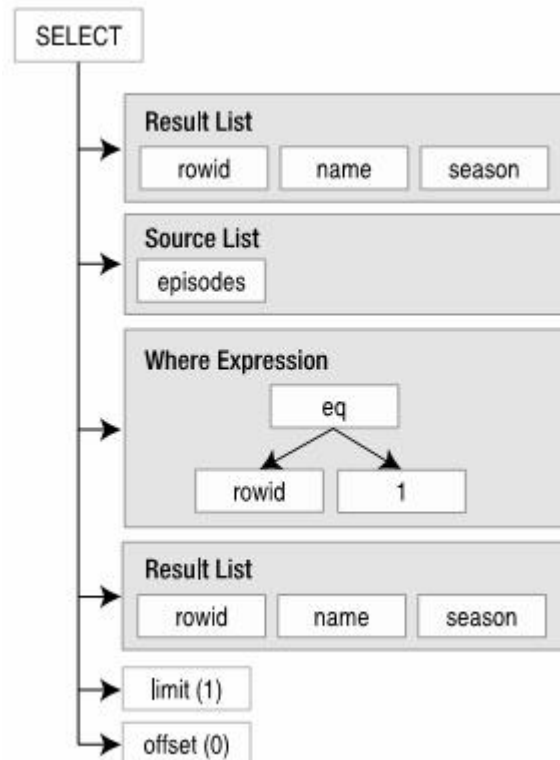 SELECT
Result List
rowid name season
Source List
episodes
Where Expression
eq
rowid 1
Result List
rowid name season
limit (1)
offset (0)